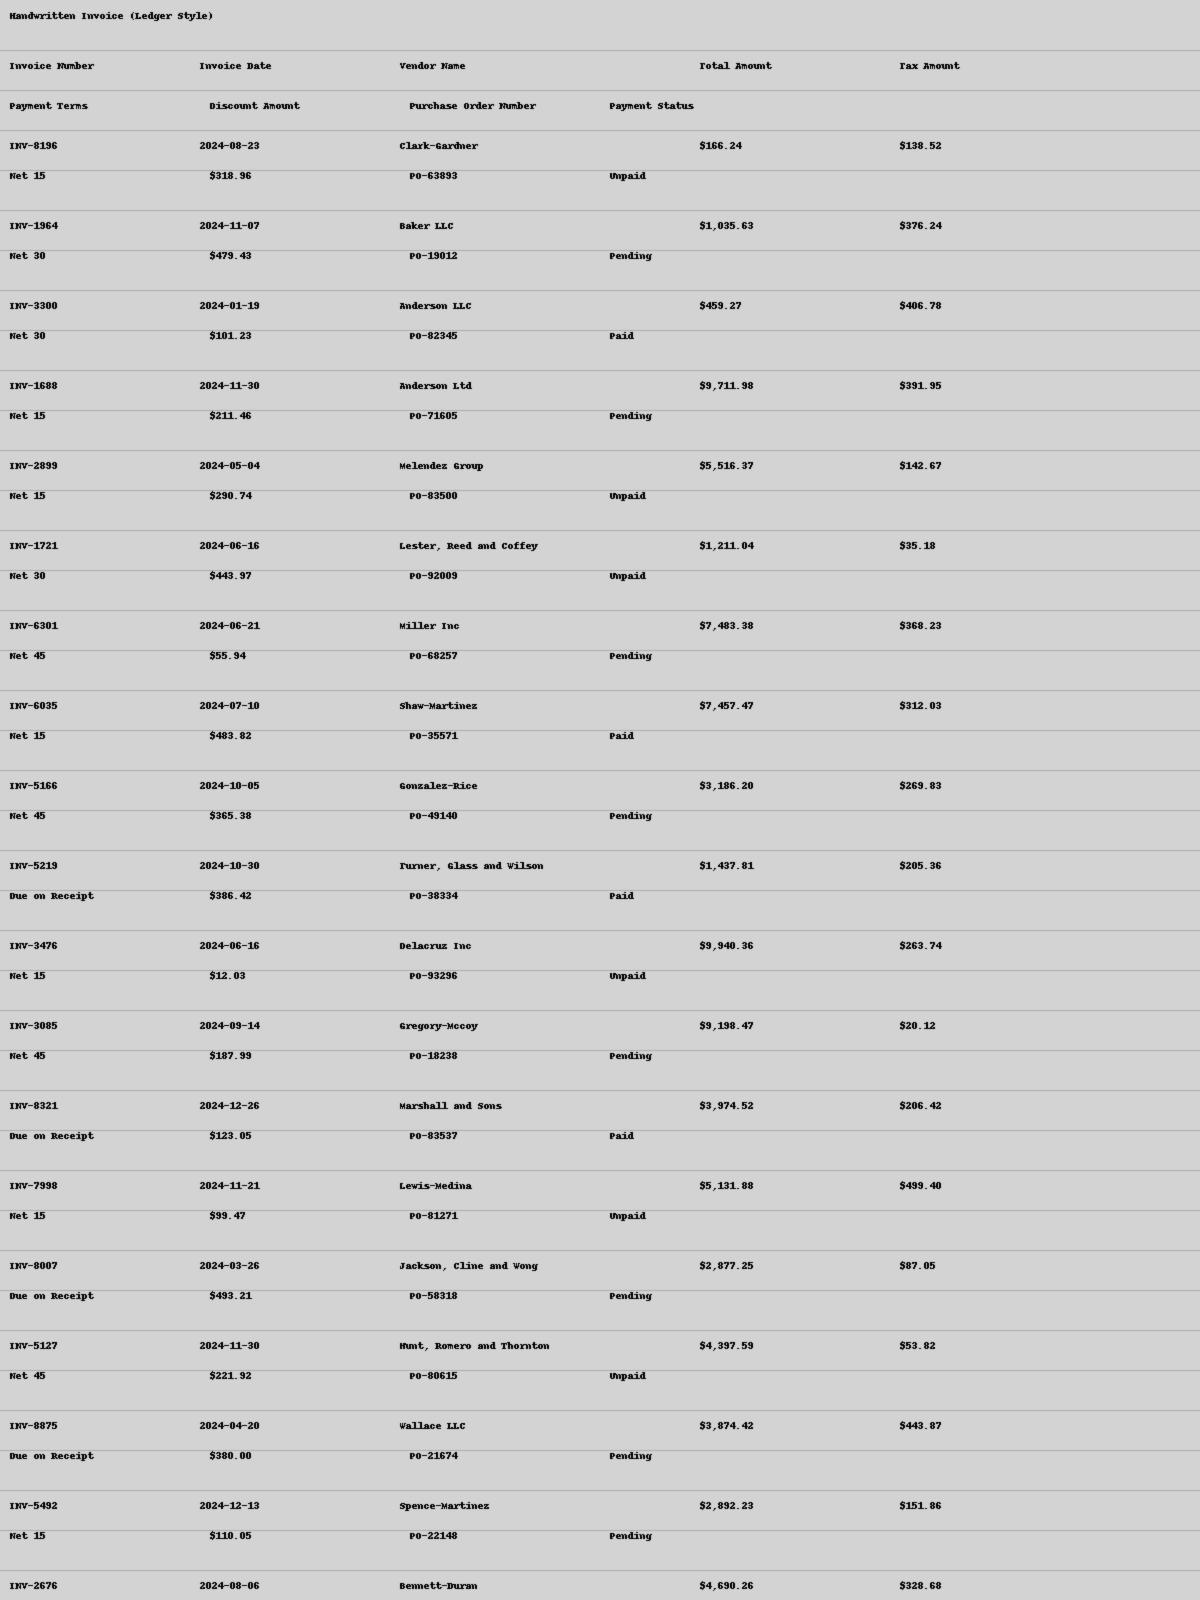 Handwritten Invoice (Ledger Style)
Invoice Number Invoice Date Vendor Name Total Amount Tax Amount
Payment Terms Discount Amount Purchase Order Number Payment Status
INV-8196 2024-08-23 Clark-Gardner $166.24 $138.52
Net 15 $318.96 PO-63893 Unpaid
INV-1964 2024-11-07 Baker LLC $1,035.63 $376.24
Net 30 $479.43 PO-19012 Pending
INV-3300 2024-01-19 Anderson LLC $459.27 $406.78
Net 30 $101.23 PO-82345 Paid
INV-1688 2024-11-30 Anderson Ltd $9,711.98 $391.95
Net 15 $211.46 PO-71605 Pending
INV-2899 2024-05-04 Melendez Group $5,516.37 $142.67
Net 15 $290.74 PO-83500 Unpaid
INV-1721 2024-06-16 Lester, Reed and Coffey $1,211.04 $35.18
Net 30 $443.97 PO-92009 Unpaid
INV-6301 2024-06-21 Miller Inc $7,483.38 $368.23
Net 45 $55.94 PO-68257 Pending
INV-6035 2024-07-10 Shaw-Martinez $7,457.47 $312.03
Net 15 $483.82 PO-35571 Paid
INV-5166 2024-10-05 Gonzalez-Rice $3,186.20 $269.83
Net 45 $365.38 PO-49140 Pending
INV-5219 2024-10-30 Turner, Glass and Wilson $1,437.81 $205.36
Due on Receipt $386.42 PO-38334 Paid
INV-3476 2024-06-16 Delacruz Inc $9,940.36 $263.74
Net 15 $12.03 PO-93296 Unpaid
INV-3085 2024-09-14 Gregory-Mccoy $9,198.47 $20.12
Net 45 $187.99 PO-18238 Pending
INV-8321 2024-12-26 Marshall and Sons $3,974.52 $206.42
Due on Receipt $123.05 PO-83537 Paid
INV-7998 2024-11-21 Lewis-Medina $5,131.88 $499.40
Net 15 $99.47 PO-81271 Unpaid
INV-8007 2024-03-26 Jackson, Cline and Wong $2,877.25 $87.05
Due on Receipt $493.21 PO-58318 Pending
INV-5127 2024-11-30 Hunt, Romero and Thornton $4,397.59 $53.82
Net 45 $221.92 PO-80615 Unpaid
INV-8875 2024-04-20 Wallace LLC $3,874.42 $443.87
Due on Receipt $380.00 PO-21674 Pending
INV-5492 2024-12-13 Spence-Martinez $2,892.23 $151.86
Net 15 $110.05 PO-22148 Pending
INV-2676 2024-08-06 Bennett-Duran $4,690.26 $328.68